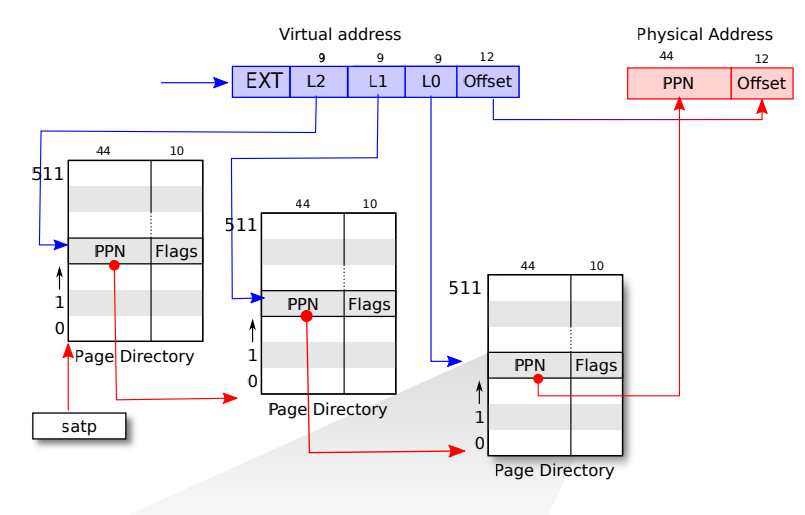 Virtual address
Physical Address
9 9 9 12
44 12
EXT L2 L1 L0 Offset
PPN Offset
44 10
511
PPN Flags
1
0
Page Directory
satp
44 10
511
PPN Flags
1
0
Page Directory
44 10
511
PPN Flags
1
0
Page Directory